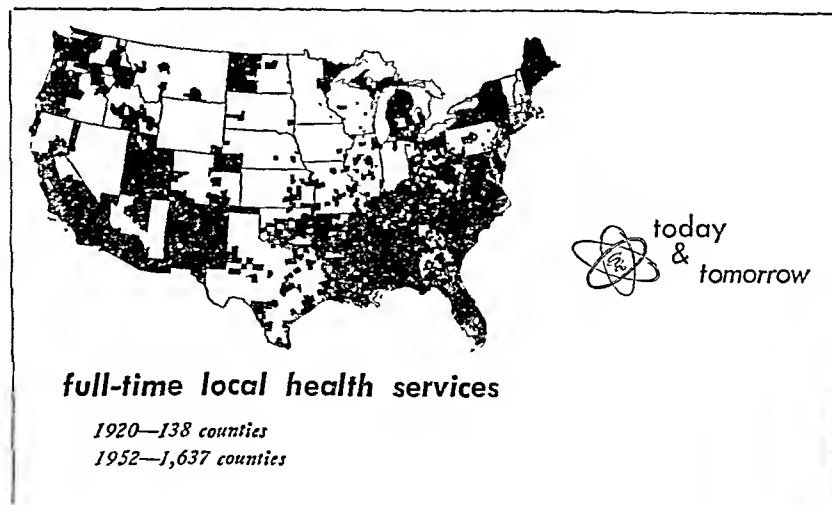 today
&
tomorrow
full-time local health services
1920—138 counties
1952—1,637 counties